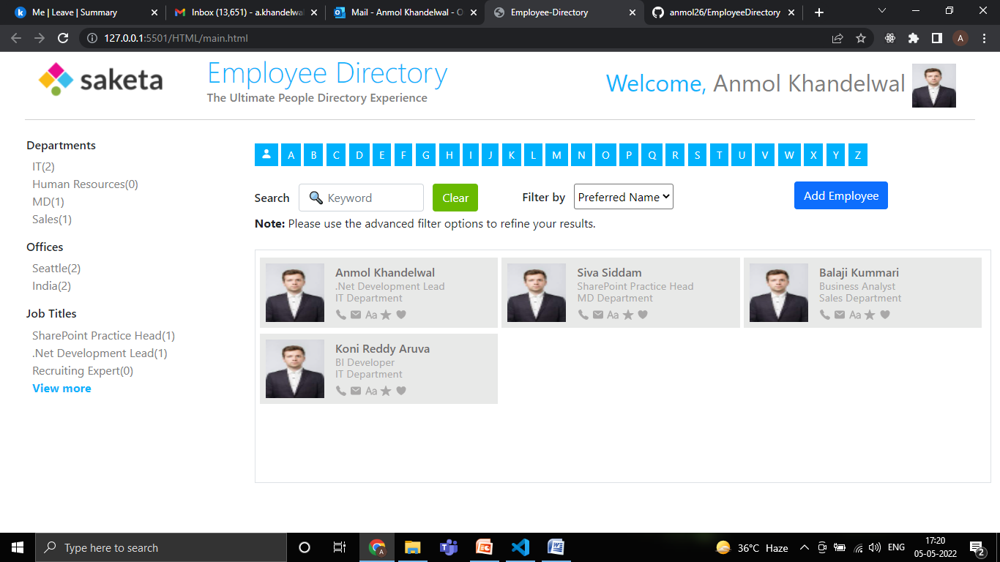 Me | Leave | Summary
Inbox (13,651) - a.khandelwal
Mail - Anmol Khandelwal - O
Employee-Directory
anmol26/EmployeeDirectory
127.0.0.1:5501/HTML/main.html
A
saketa
Employee Directory
The Ultimate People Directory Experience
Welcome, Anmol Khandelwal
Departments
IT(2)
Human Resources(0)
MD(1)
Sales(1)
Offices
Seattle(2)
India(2)
Job Titles
SharePoint Practice Head(1)
.Net Development Lead(1)
Recruiting Expert(0)
View more
A B C D E F G H I J K L M N O P Q R S T U V W X Y Z
Search Keyword Clear Filter by Preferred Name Add Employee
Note: Please use the advanced filter options to refine your results.
Anmol Khandelwal
.Net Development Lead
IT Department
Aa
Siva Siddam
SharePoint Practice Head
MD Department
Aa
Balaji Kummari
Business Analyst
Sales Department
Aa
Koni Reddy Aruva
BI Developer
IT Department
Aa
Type here to search
36°C Haze
ENG
17:20
05-05-2022
2